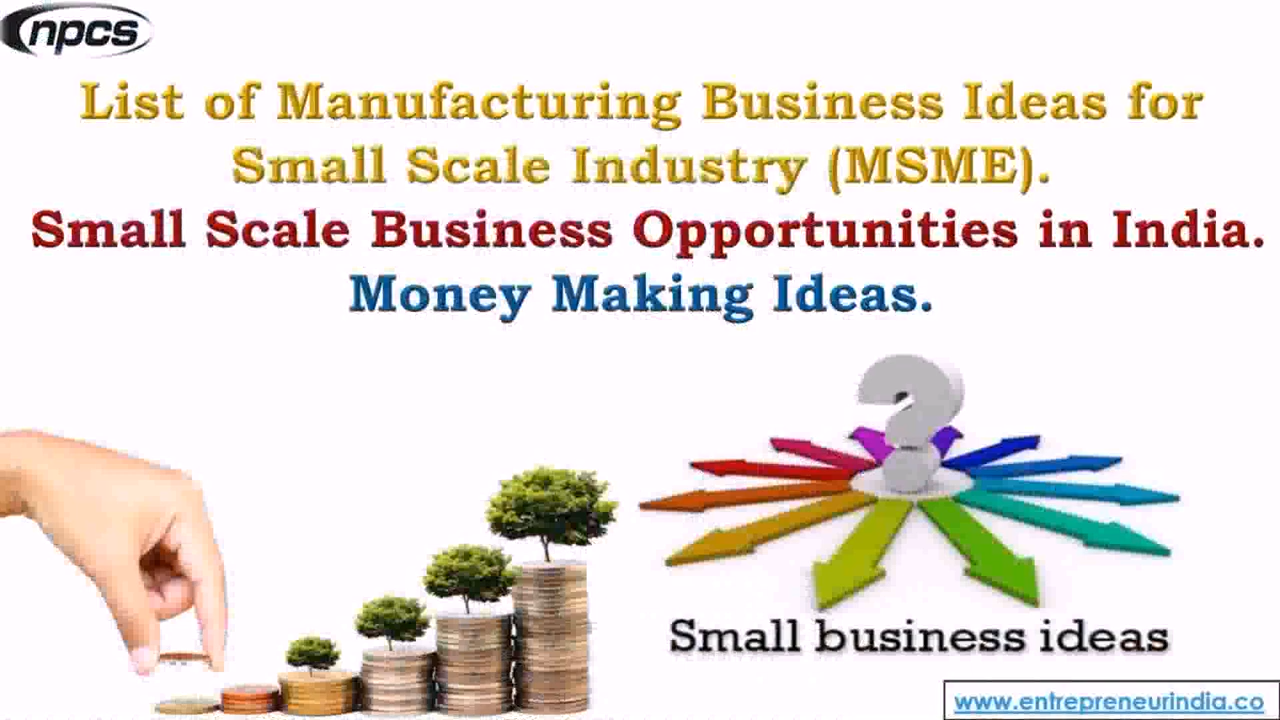 npcs
List of Manufacturing Business Ideas for
Small Scale Industry (MSME).
Small Scale Business Opportunities in India.
Money Making Ideas.
?
Small business ideas
www.entrepreneurindia.co